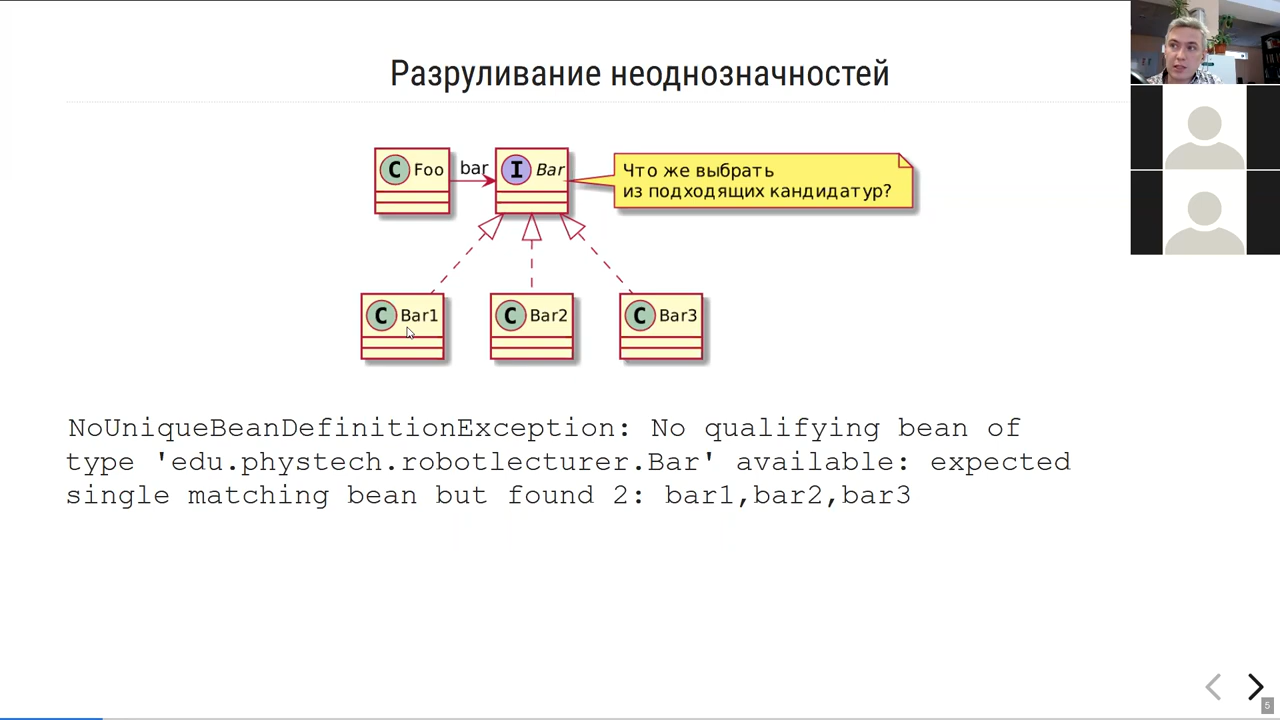 Разруливание неоднозначностей
C Foo
bar
I Bar
Что же выбрать
из подходящих кандидатур?
C Bar1
C Bar2
C Bar3
NoUniqueBeanDefinitionException: No qualifying bean of
type 'edu.phystech.robotlecturer.Bar' available: expected
single matching bean but found 2: bar1,bar2,bar3
5